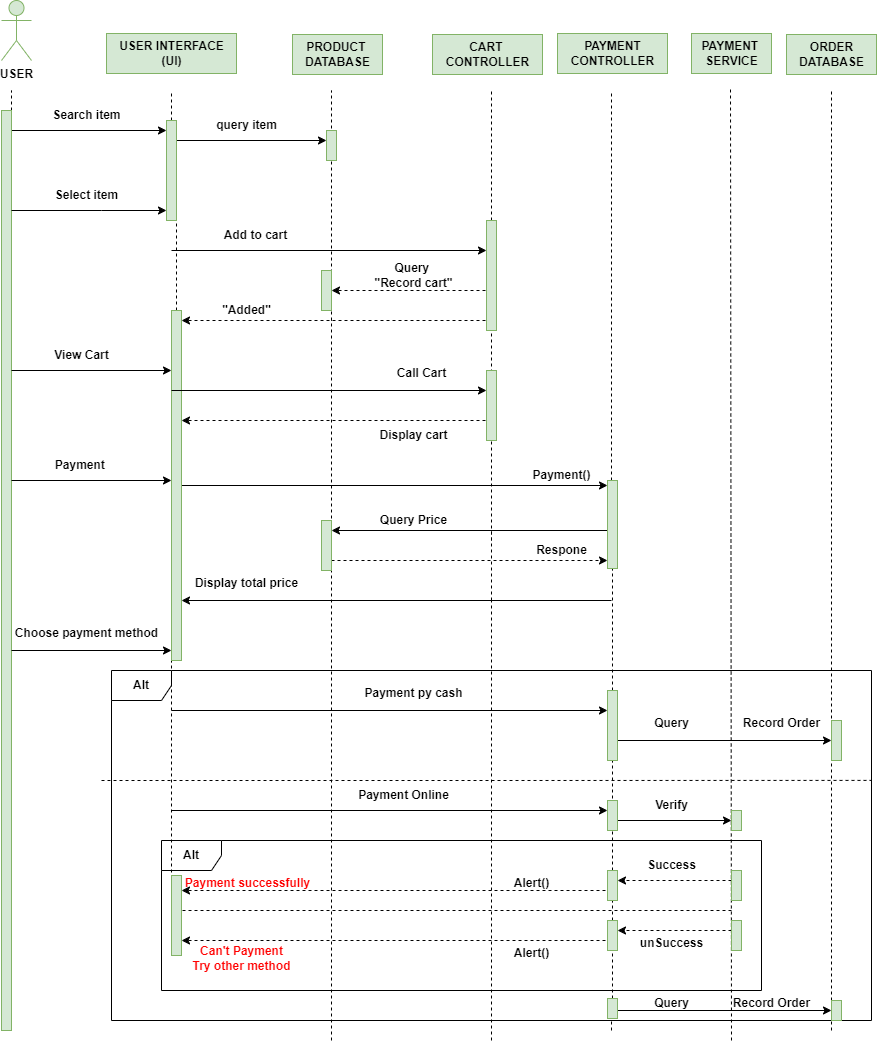 USER
USER INTERFACE
(UI)
PRODUCT
DATABASE
CART
CONTROLLER
PAYMENT
CONTROLLER
PAYMENT
SERVICE
ORDER
DATABASE
Search item
query item
Select item
Add to cart
Query
"Record cart"
"Added"
View Cart
Call Cart
Display cart
Payment
Payment()
Query Price
Respone
Display total price
Choose payment method
Alt
Payment py cash
Query
Record Order
Payment Online
Verify
Alt
Success
Payment successfully
Alert()
unSuccess
Can't Payment
Try other method
Alert()
Query
Record Order